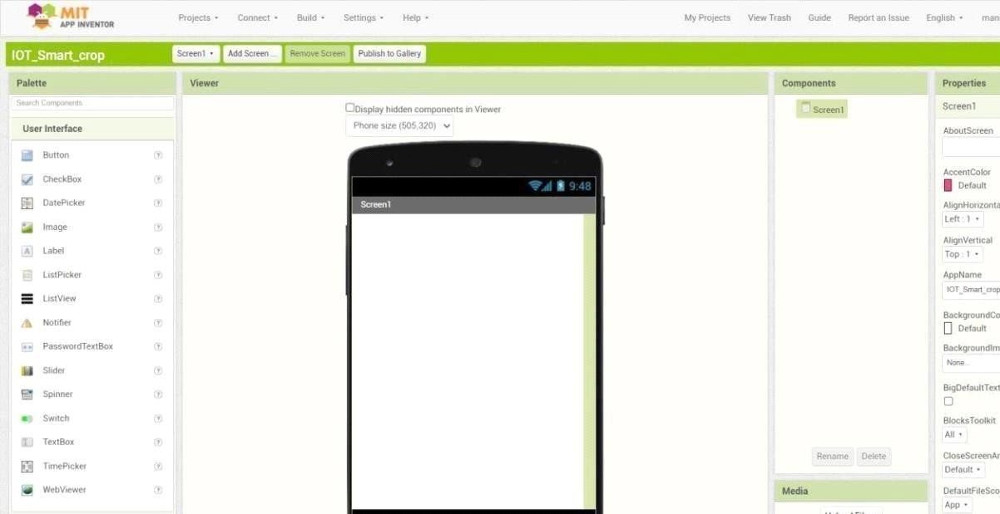 MIT
APP INVENTOR
Projects Connect Build Settings Help My Projects View Trash Guide Report an Issue English man
IOT_Smart_crop Screen1 Add Screen ... Remove Screen Publish to Gallery
Palette
Search Components
User Interface
Button
CheckBox
DatePicker
Image
Label
ListPicker
ListView
Notifier
PasswordTextBox
Slider
Spinner
Switch
TextBox
TimePicker
WebViewer
Viewer
Display hidden components in Viewer
Phone size (505,320)
9:48
Screen1
Components
Screen1
Rename Delete
Media
Properties
Screen1
AboutScreen
AccentColor
Default
AlignHorizonta
Left : 1
AlignVertical
Top : 1
AppName
IOT_Smart_crop
BackgroundCo
Default
BackgroundIm
None...
BigDefaultText
BlocksToolkit
All
CloseScreenAn
Default
DefaultFileSco
App